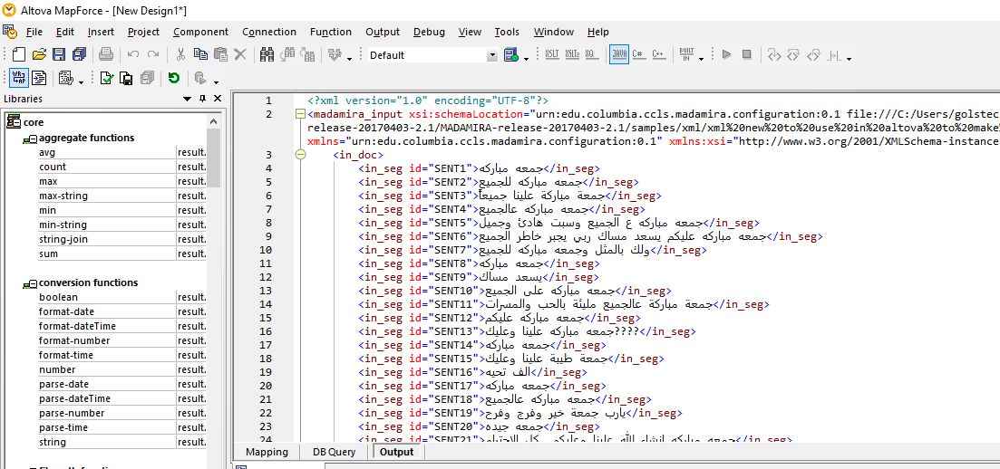 Altova MapForce - [New Design1*]
File Edit Insert Project Component Connection Function Output Debug View Tools Window Help
Default XSLT XSLT2 XQ.. JAVA C# C++ BUILT IN
Libraries
core
aggregate functions
avg result.
count result.
max result.
max-string result.
min result.
min-string result.
string-join result.
sum result.
conversion functions
boolean result.
format-date result.
format-dateTime result.
format-number result.
format-time result.
number result.
parse-date result.
parse-dateTime result.
parse-number result.
parse-time result.
string result.
1 <?xml version="1.0" encoding="UTF-8"?>
2 <madamira_input xsi:schemaLocation="urn:edu.columbia.ccls.madamira.configuration:0.1 file:///C:/Users/golstec
release-20170403-2.1/MADAMIRA-release-20170403-2.1/samples/xml/xml%20new%20to%20use%20in%20altova%20to%20make%
xmlns="urn:edu.columbia.ccls.madamira.configuration:0.1" xmlns:xsi="http://www.w3.org/2001/XMLSchema-instance
3 <in_doc>
4 <in_seg id="SENT1">جمعه مباركه</in_seg>
5 <in_seg id="SENT2">جمعه مباركه للجميع</in_seg>
6 <in_seg id="SENT3">جمعة مباركة علينا جميعاً</in_seg>
7 <in_seg id="SENT4">جمعه مباركه عالجميع</in_seg>
8 <in_seg id="SENT5">جمعه مباركه ع الجميع وسبت هادئ وجميل</in_seg>
9 <in_seg id="SENT6">جمعه مباركه عليكم يسعد مساك ربي يجبر خاطر الجميع</in_seg>
10 <in_seg id="SENT7">ولك بالمثل وجمعه مباركه للجميع</in_seg>
11 <in_seg id="SENT8">جمعه مباركه</in_seg>
12 <in_seg id="SENT9">يسعد مساك</in_seg>
13 <in_seg id="SENT10">جمعه مباركه على الجميع</in_seg>
14 <in_seg id="SENT11">جمعة مباركة عالجميع مليئة بالحب والمسرات</in_seg>
15 <in_seg id="SENT12">جمعه مباركه عليكم</in_seg>
16 <in_seg id="SENT13">جمعه مباركه علينا وعليك????</in_seg>
17 <in_seg id="SENT14">جمعه مباركه</in_seg>
18 <in_seg id="SENT15">جمعة طيبة علينا وعليك</in_seg>
19 <in_seg id="SENT16">الف تحيه</in_seg>
20 <in_seg id="SENT17">جمعه مباركه</in_seg>
21 <in_seg id="SENT18">جمعه مباركه عالجميع</in_seg>
22 <in_seg id="SENT19">يارب جمعة خير وفرج وفرح</in_seg>
23 <in_seg id="SENT20">جمعه جيده</in_seg>
24 <in_seg id="SENT21">جمعه مباركه انشاء الله علينا وعليكم كل الاحترام</in_seg>
Mapping DB Query Output